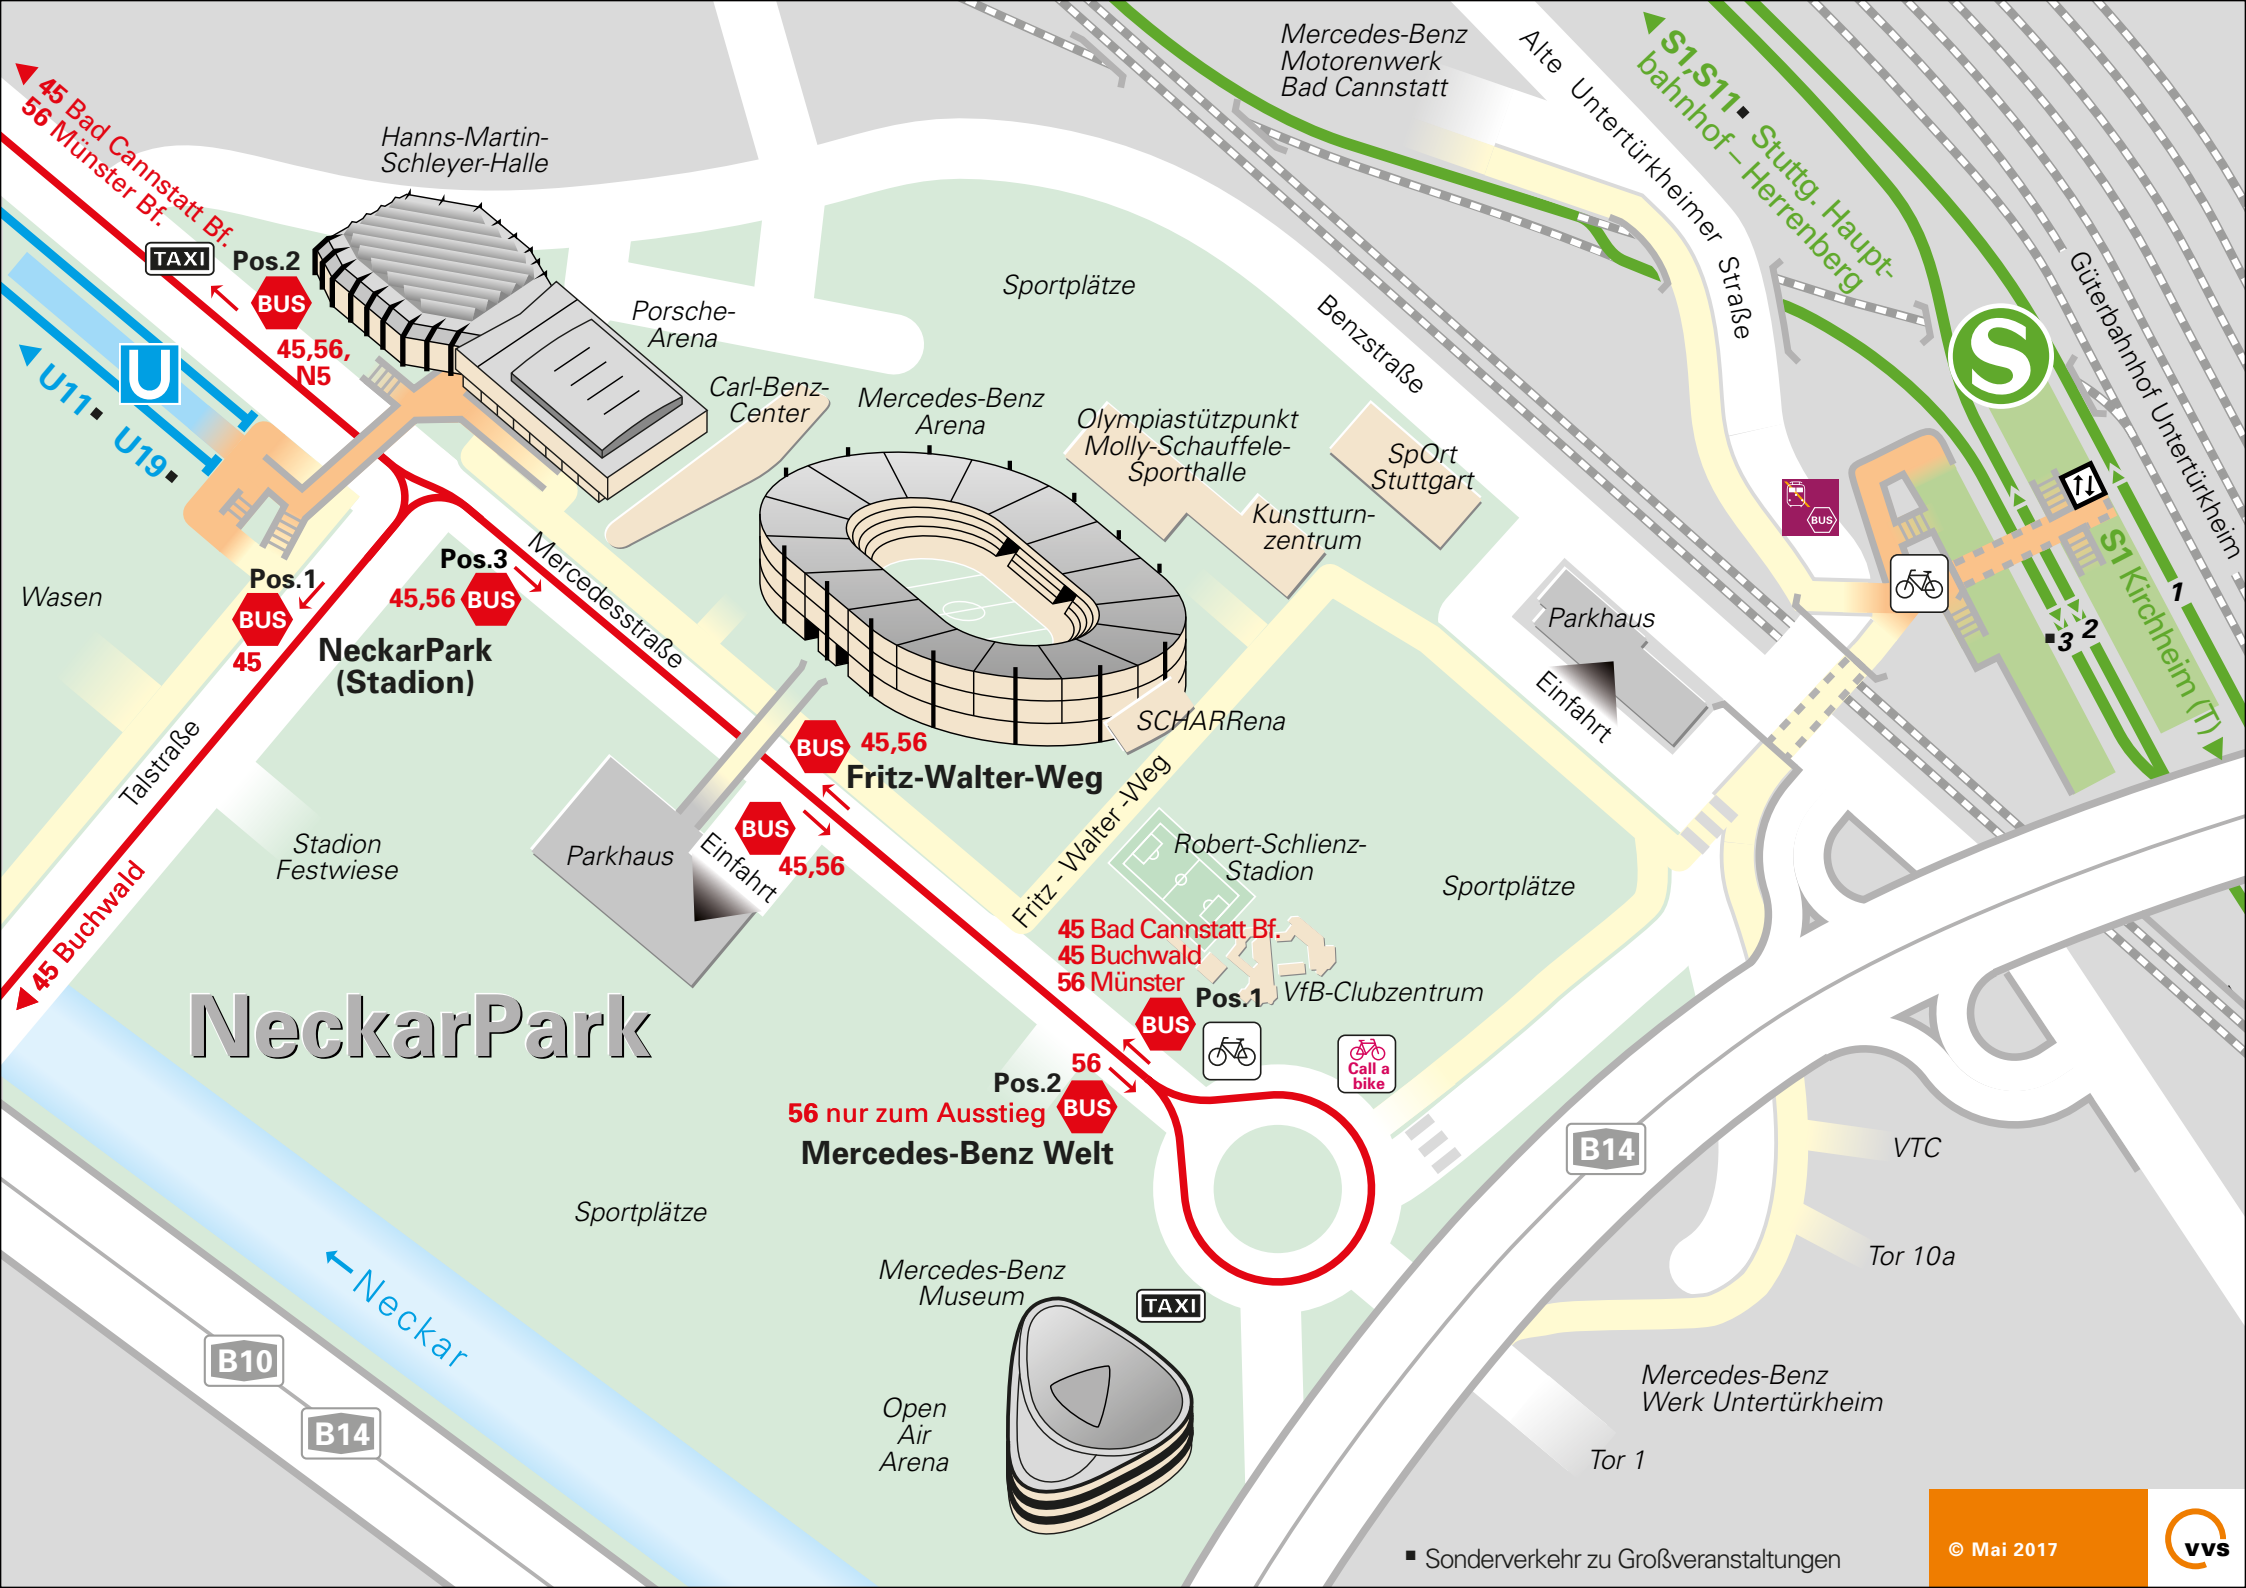 45 Bad Cannstatt Bf.
56 Münster Bf.
TAXI
Pos.2
BUS
45,56,
N5
U
U11
U19
Hanns-Martin-
Schleyer-Halle
Porsche-
Arena
Carl-Benz-
Center
Mercedes-Benz
Arena
Sportplätze
Mercedes-Benz
Motorenwerk
Bad Cannstatt
Alte Untertürkheimer Straße
S1,S11 Stuttg. Haupt-
bahnhof – Herrenberg
Güterbahnhof Untertürkheim
S
Benzstraße
Olympiastützpunkt
Molly-Schauffele-
Sporthalle
SpOrt
Stuttgart
Kunstturn-
zentrum
BUS
S1 Kirchheim (T)
1
2
3
Parkhaus
Einfahrt
Wasen
Pos.1
BUS
45
Pos.3
45,56
BUS
NeckarPark
(Stadion)
Mercedesstraße
Talstraße
SCHARRena
BUS
45,56
Fritz-Walter-Weg
BUS
45,56
Fritz - Walter -Weg
Stadion
Festwiese
Parkhaus
Einfahrt
Robert-Schlienz-
Stadion
Sportplätze
45 Buchwald
45 Bad Cannstatt Bf.
45 Buchwald
56 Münster
Pos.1
BUS
VfB-Clubzentrum
NeckarPark
Call a
bike
56
Pos.2
56 nur zum Ausstieg
BUS
Mercedes-Benz Welt
B14
VTC
Tor 10a
Sportplätze
Neckar
Mercedes-Benz
Museum
TAXI
B10
B14
Open
Air
Arena
Mercedes-Benz
Werk Untertürkheim
Tor 1
Sonderverkehr zu Großveranstaltungen
© Mai 2017
vvs